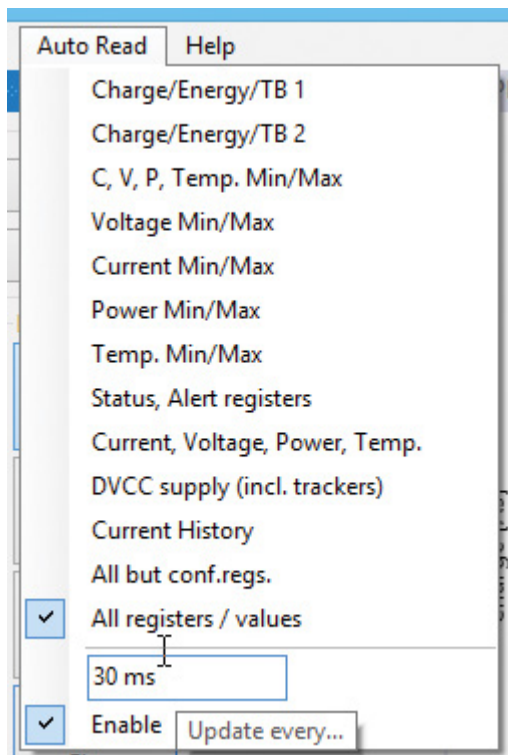 Auto Read Help
Charge/Energy/TB 1
Charge/Energy/TB 2
C, V, P, Temp. Min/Max
Voltage Min/Max
Current Min/Max
Power Min/Max
Temp. Min/Max
Status, Alert registers
Current, Voltage, Power, Temp.
DVCC supply (incl. trackers)
Current History
All but conf.regs.
All registers / values
30 ms
Enable
Update every...